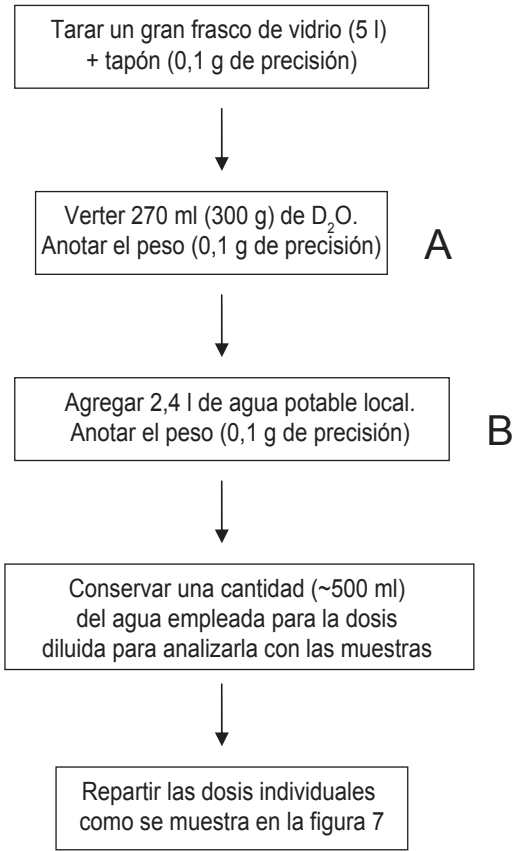 Tarar un gran frasco de vidrio (5 l)
+ tapón (0,1 g de precisión)
Verter 270 ml (300 g) de D₂O.
Anotar el peso (0,1 g de precisión)
A
Agregar 2,4 l de agua potable local.
Anotar el peso (0,1 g de precisión)
B
Conservar una cantidad (~500 ml)
del agua empleada para la dosis
diluida para analizarla con las muestras
Repartir las dosis individuales
como se muestra en la figura 7